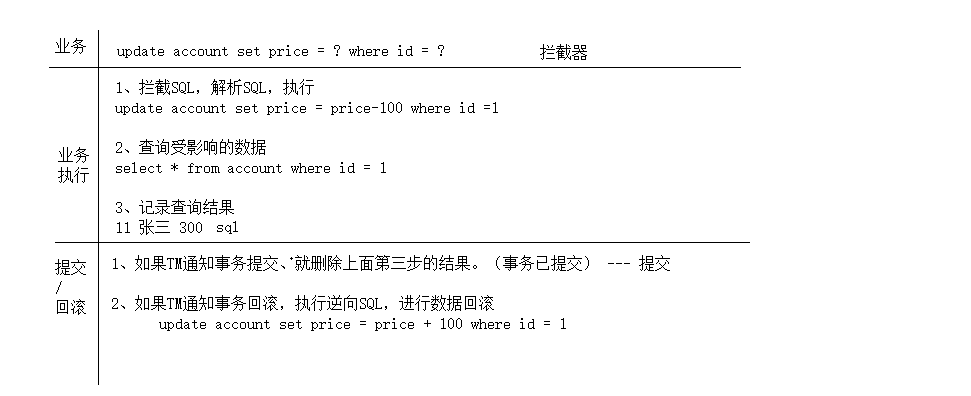 业务
update account set price = ? where id = ? 拦截器
1、拦截SQL，解析SQL，执行
update account set price = price-100 where id =1
2、查询受影响的数据
select * from account where id = 1
业务
执行
3、记录查询结果
11 张三 300 sql
提交
/
回滚
1、如果TM通知事务提交、就删除上面第三步的结果。（事务已提交） --- 提交
2、如果TM通知事务回滚，执行逆向SQL，进行数据回滚
update account set price = price + 100 where id = 1